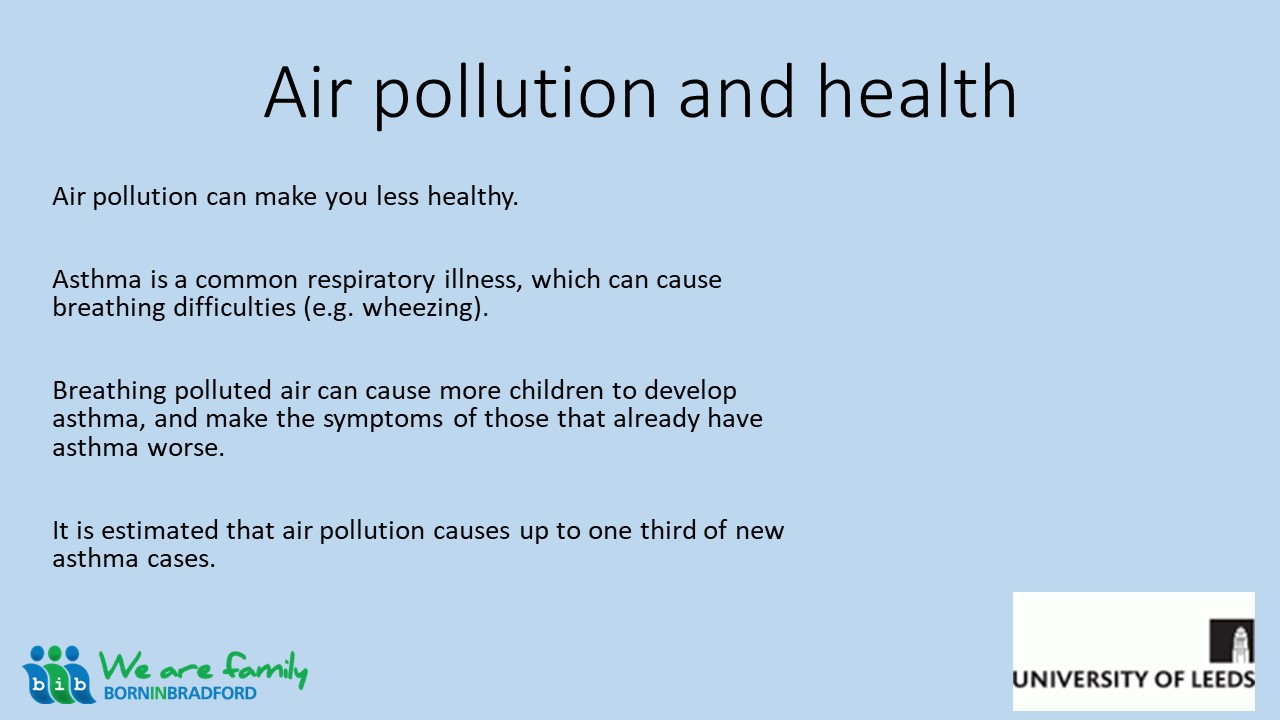 Air pollution and health
Air pollution can make you less healthy.
Asthma is a common respiratory illness, which can cause
breathing difficulties (e.g. wheezing).
Breathing polluted air can cause more children to develop
asthma, and make the symptoms of those that already have
asthma worse.
It is estimated that air pollution causes up to one third of new
asthma cases.
bib
We are family
BORNINBRADFORD
UNIVERSITY OF LEEDS